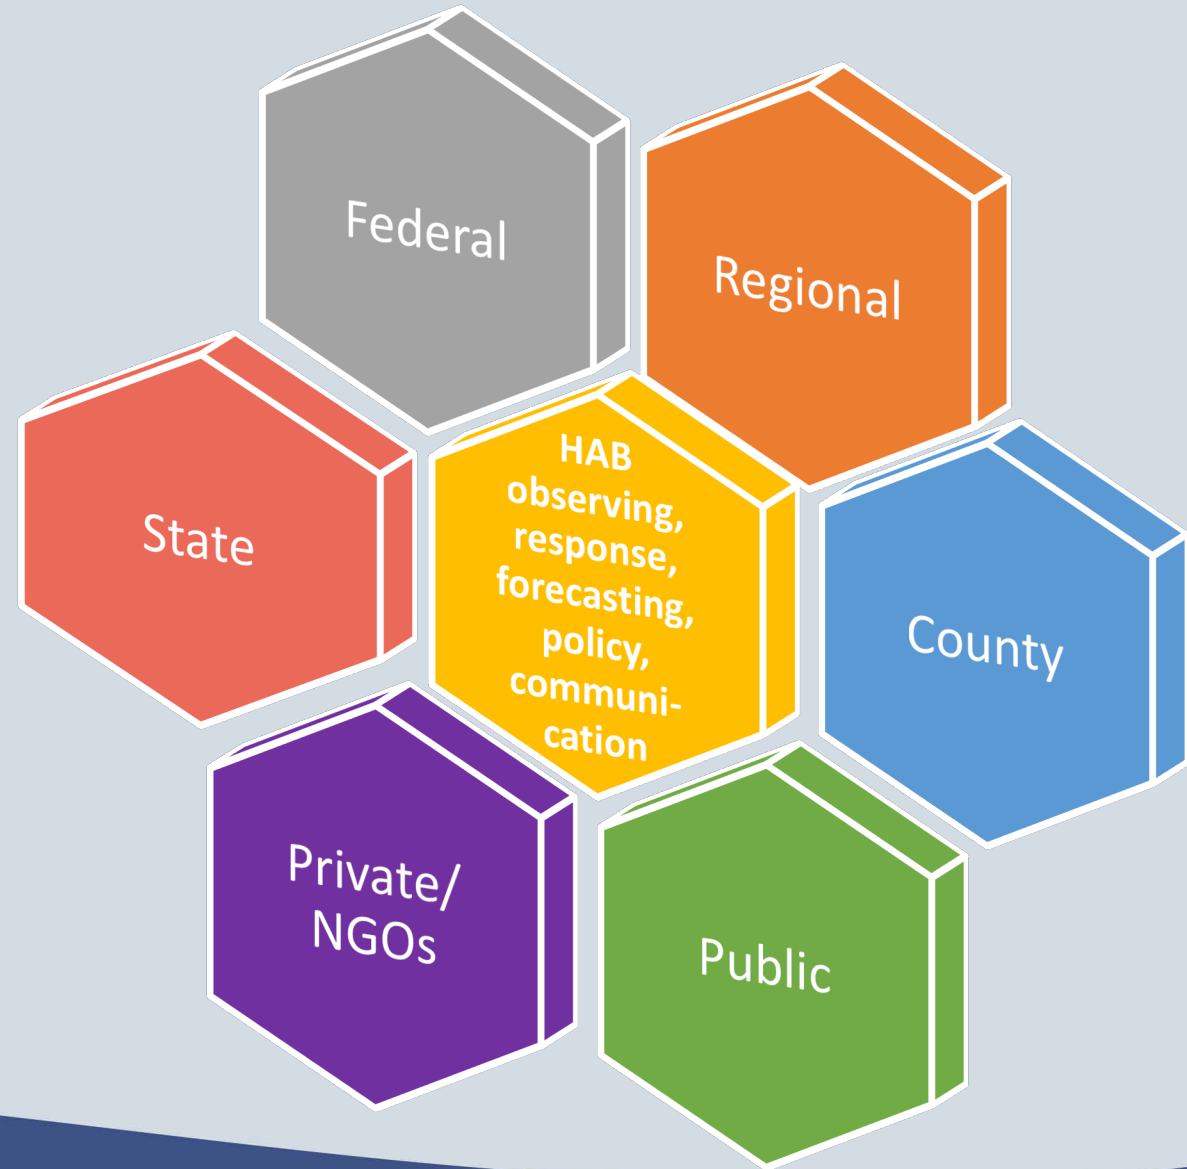 Federal
Regional
State
HAB
observing,
response,
forecasting,
policy,
communi-
cation
County
Private/
NGOs
Public